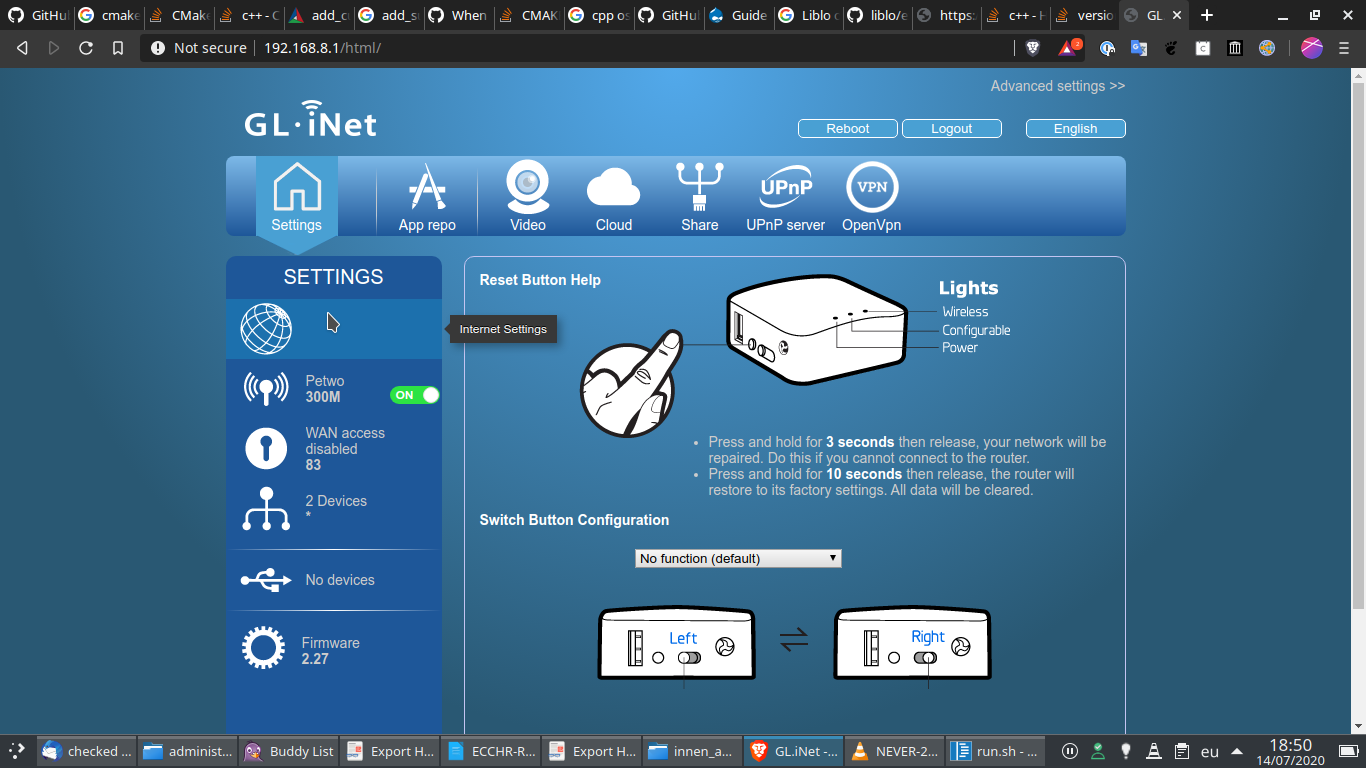 GitHub
cmake
CMake
c++ - C
add_cu
add_su
When
CMAK
cpp os
GitHub
Guide
Liblo c
liblo/e
https:/
c++ - H
versio
GL
Not secure
192.168.8.1/html/
2
Advanced settings >>
GL·iNet
Reboot
Logout
English
Settings
App repo
Video
Cloud
Share
UPnP
UPnP server
VPN
OpenVpn
SETTINGS
Internet Settings
Petwo
300M
ON
WAN access
disabled
83
2 Devices
*
No devices
Firmware
2.27
Reset Button Help
Lights
Wireless
Configurable
Power
Press and hold for 3 seconds then release, your network will be
repaired. Do this if you cannot connect to the router.
Press and hold for 10 seconds then release, the router will
restore to its factory settings. All data will be cleared.
Switch Button Configuration
No function (default)
Left
Right
checked ...
administ...
Buddy List
Export H...
ECCHR-R...
Export H...
innen_a...
GL.iNet -...
NEVER-2...
run.sh - ...
eu
18:50
14/07/2020